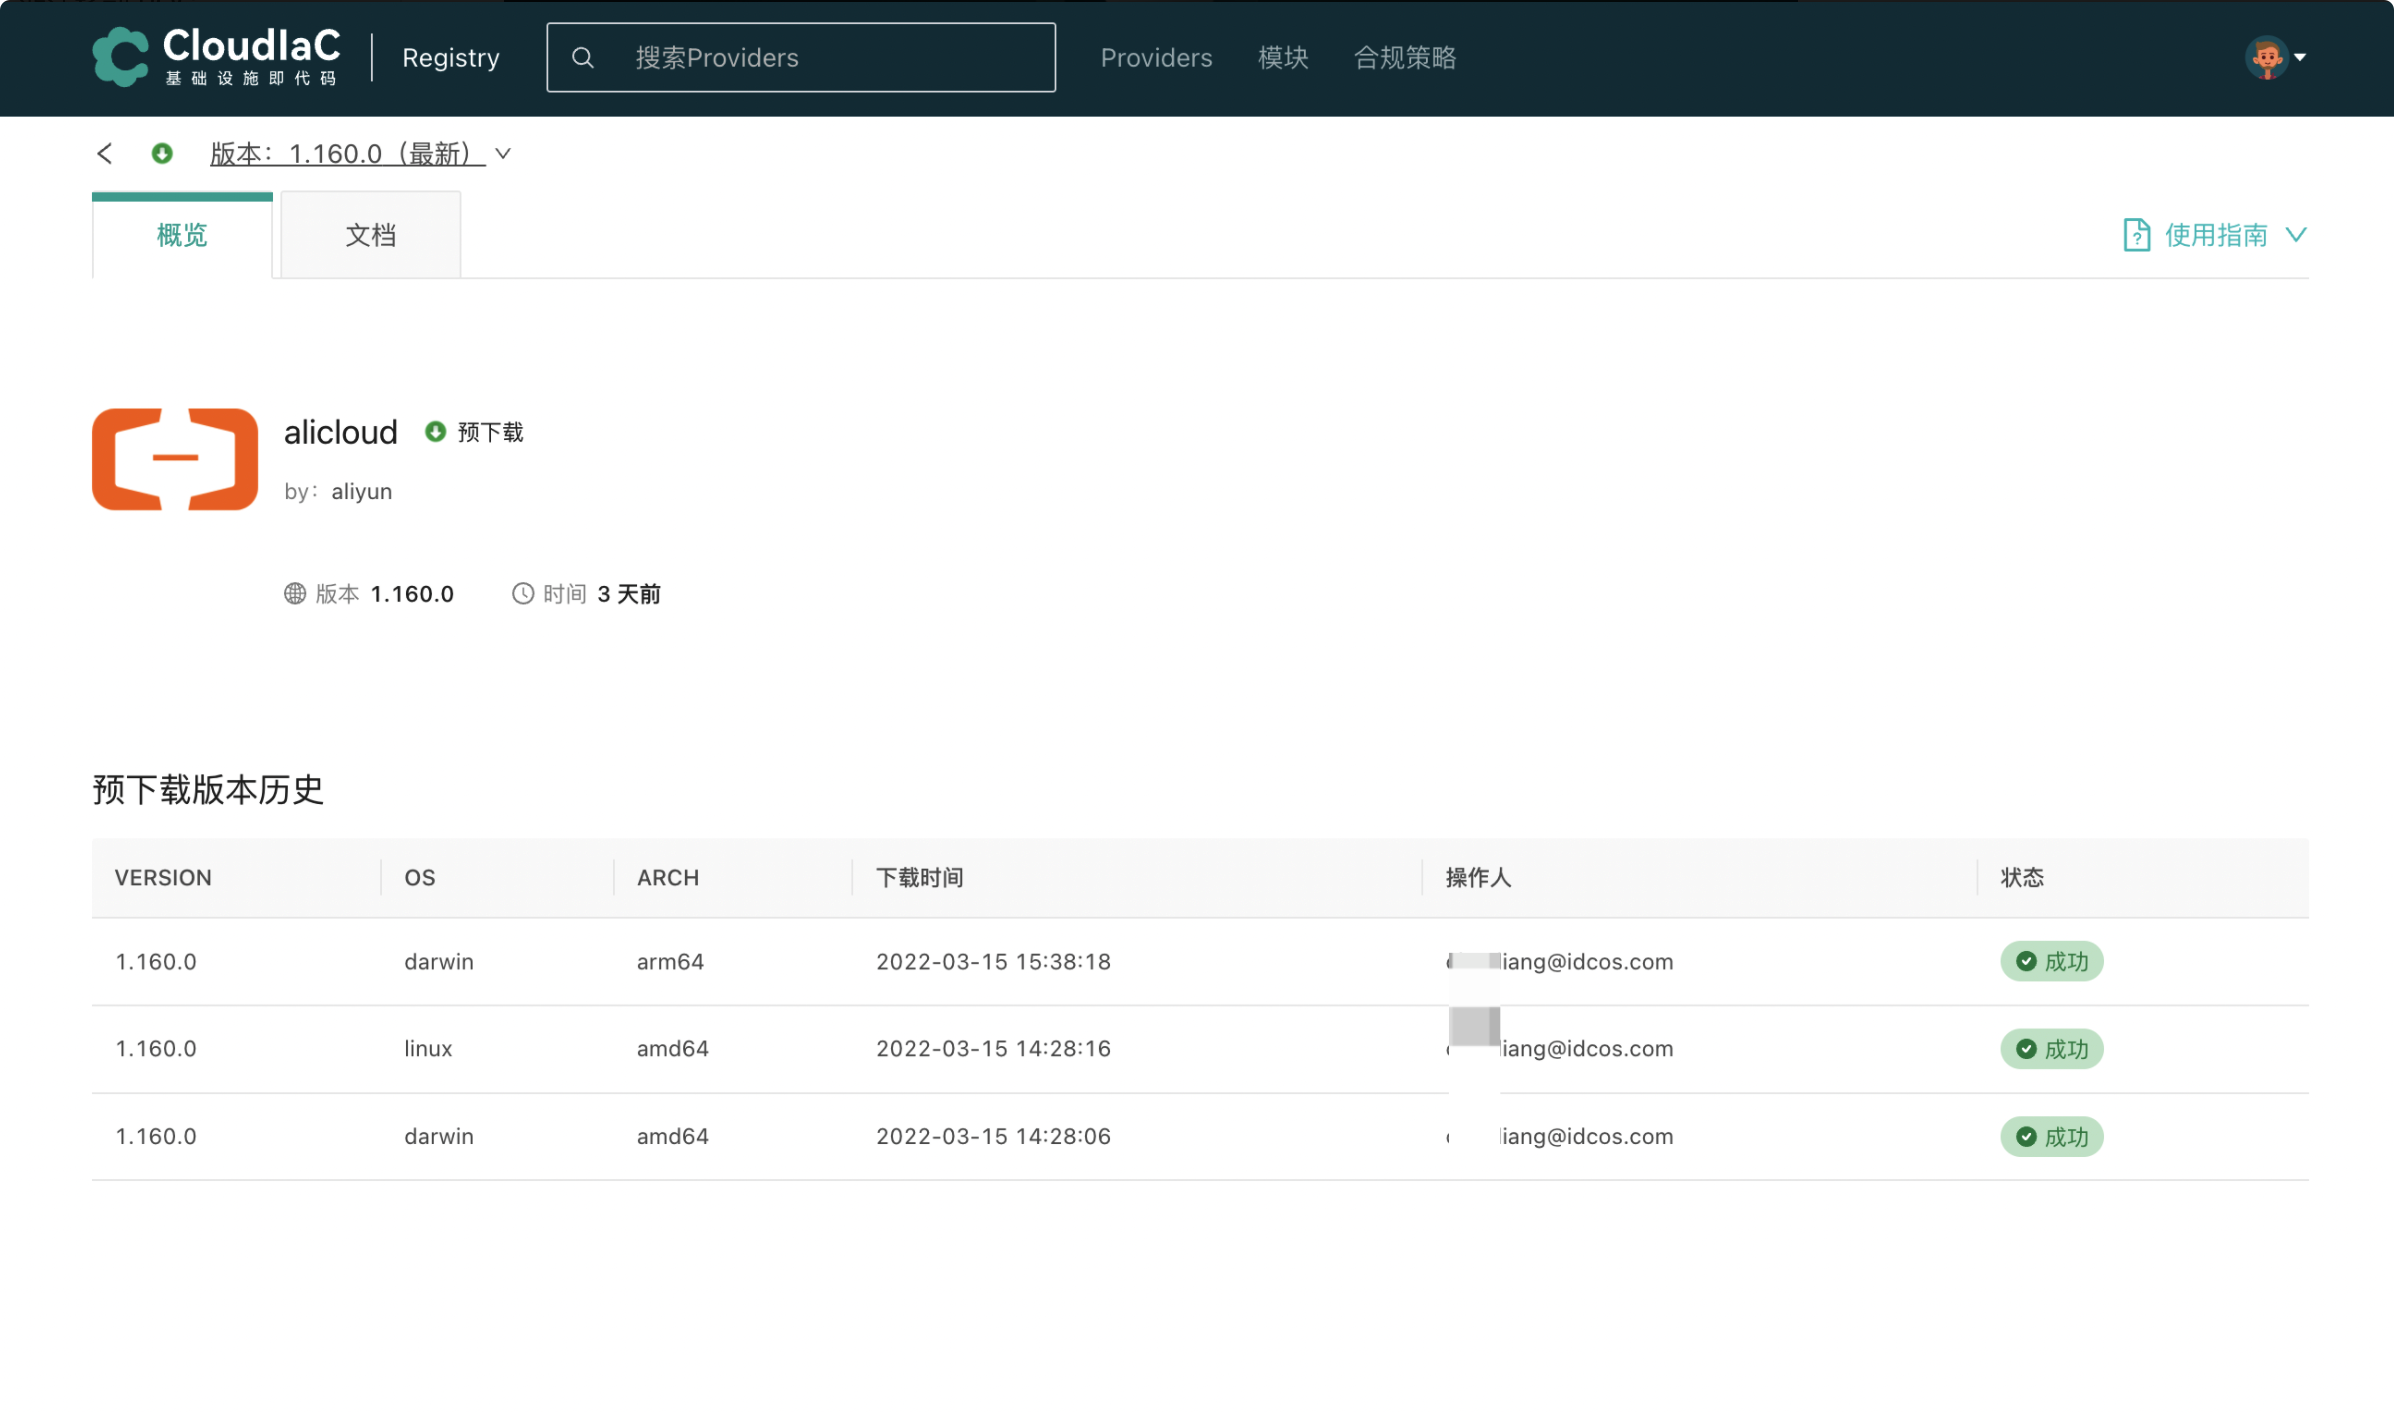 CloudIaC
基础设施即代码
Registry
搜索Providers
Providers
模块
合规策略
版本： 1.160.0（最新）
概览
文档
使用指南
alicloud
预下载
by： aliyun
版本 1.160.0
时间 3 天前
预下载版本历史
VERSION OS ARCH 下载时间 操作人 状态
1.160.0 darwin arm64 2022-03-15 15:38:18 iang@idcos.com 成功
1.160.0 linux amd64 2022-03-15 14:28:16 iang@idcos.com 成功
1.160.0 darwin amd64 2022-03-15 14:28:06 iang@idcos.com 成功